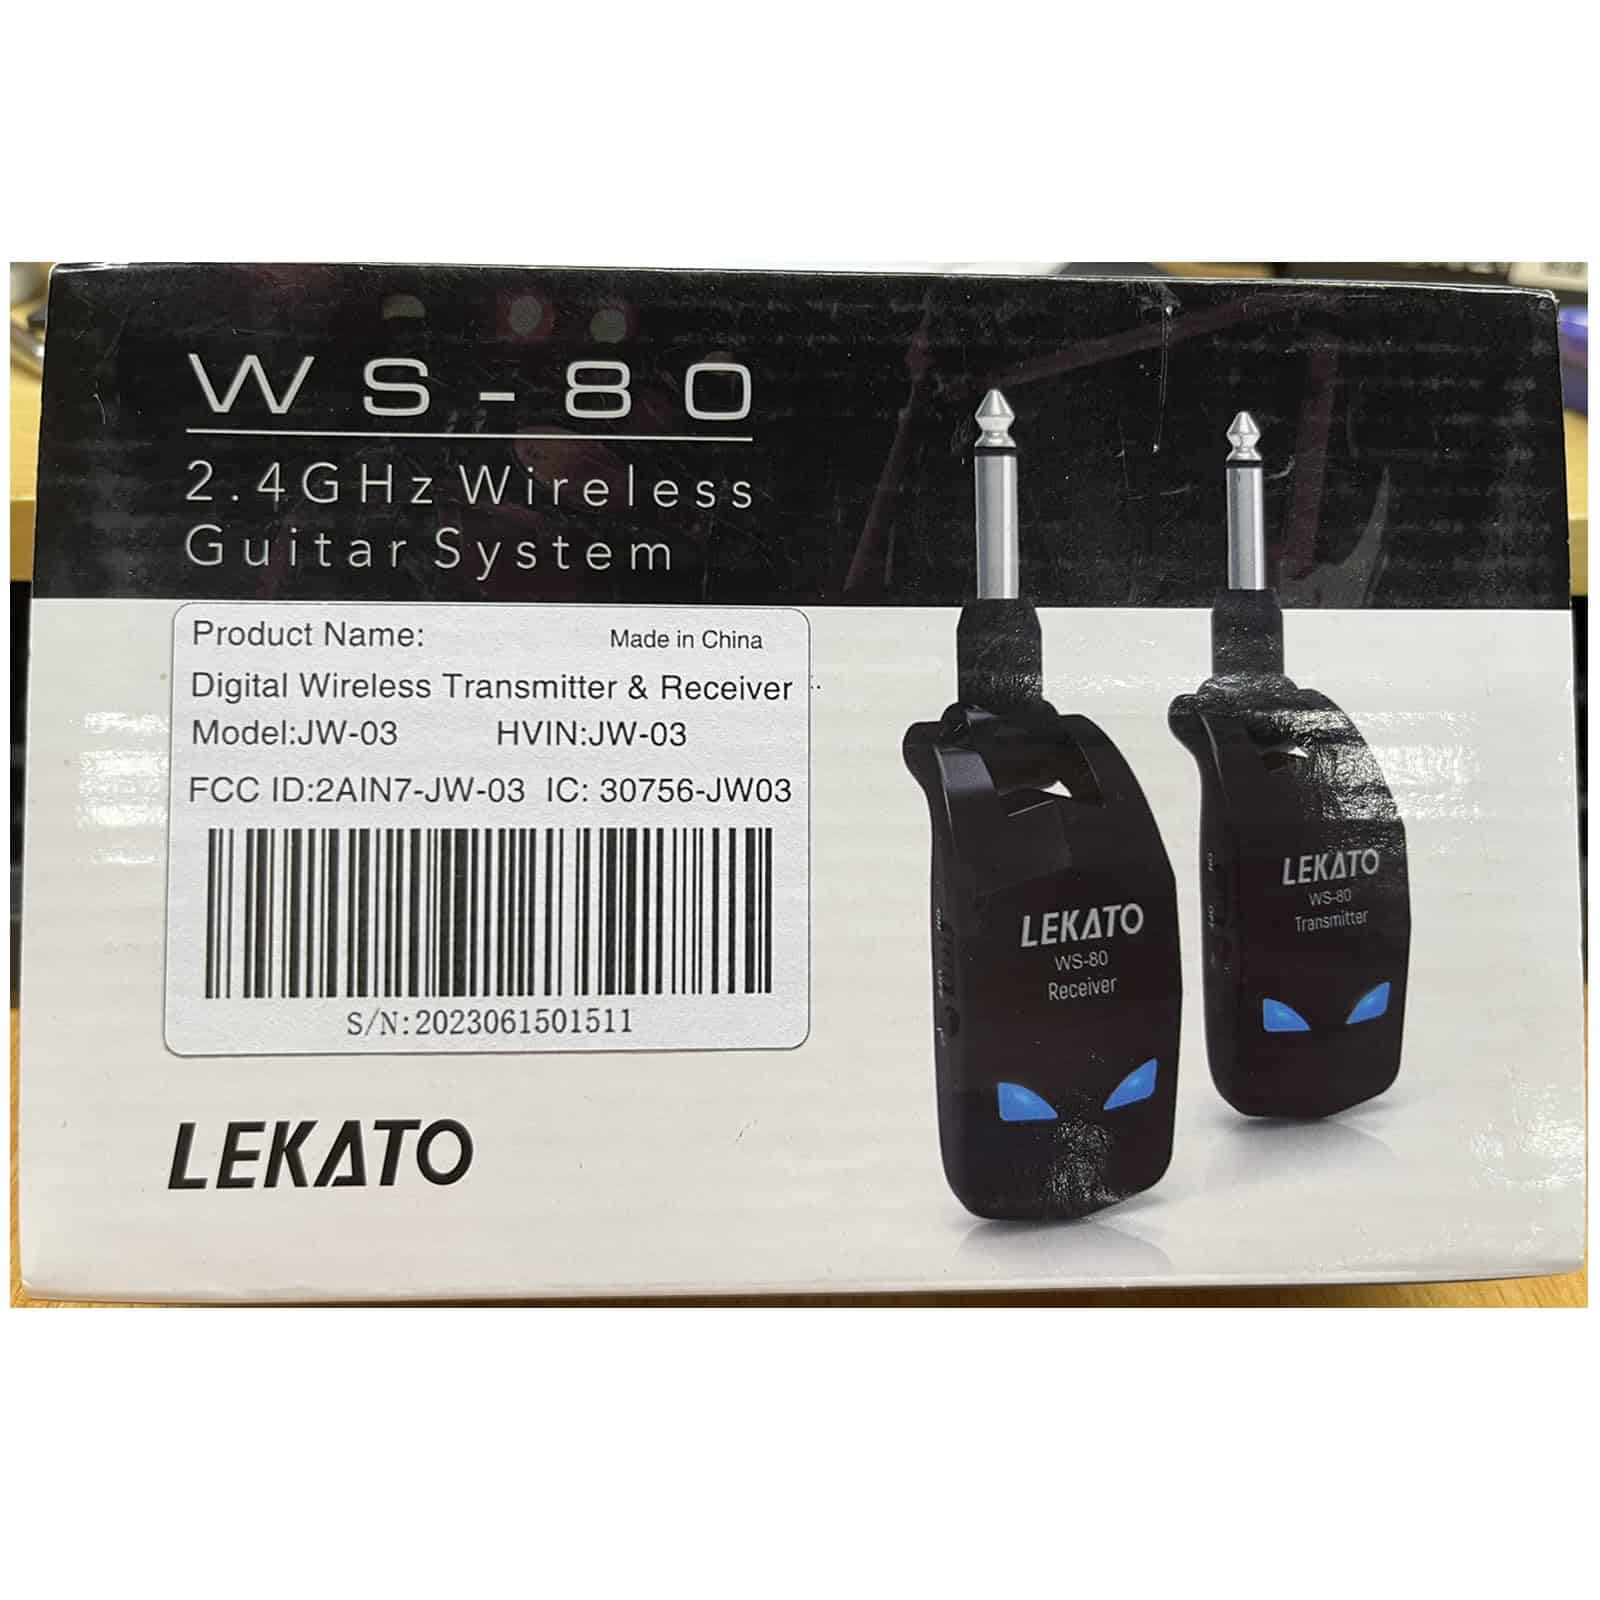 WS-80
2.4GHz Wireless
Guitar System
Product Name:
Made in China
Digital Wireless Transmitter & Receiver
Model:JW-03 HVIN:JW-03
FCC ID:2AIN7-JW-03 IC: 30756-JW03
S/N:2023061501511
LEKATO
LEKATO
WS-80
Receiver
LEKATO
WS-80
Transmitter